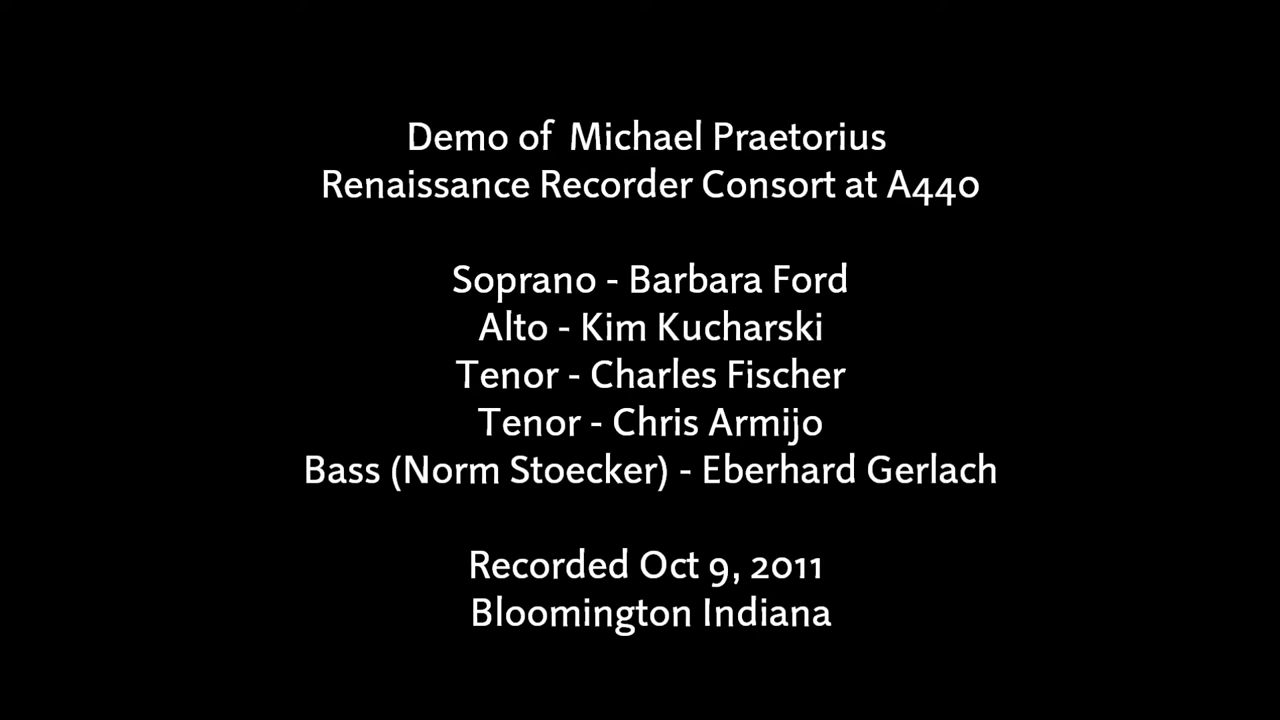 Demo of  Michael Praetorius
Renaissance Recorder Consort at A440
Soprano - Barbara Ford
Alto - Kim Kucharski
Tenor - Charles Fischer
Tenor - Chris Armijo
Bass (Norm Stoecker) - Eberhard Gerlach
Recorded Oct 9, 2011
Bloomington Indiana